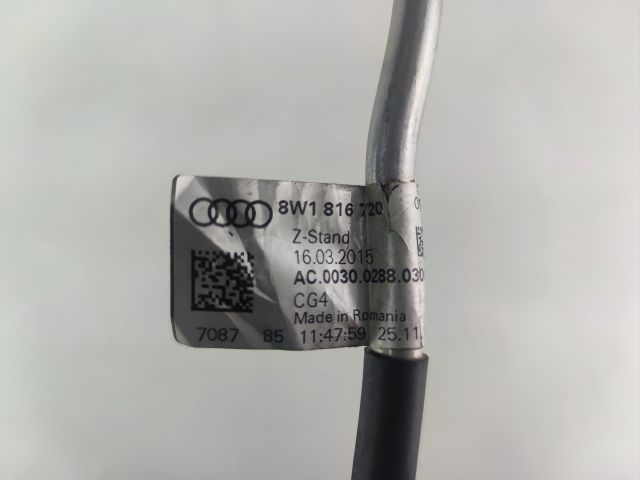 8W1 816 720
Z-Stand
16.03.2015
AC.0030.0288.030
CG4
Made in Romania
7087 85 11:47:59 25.11.